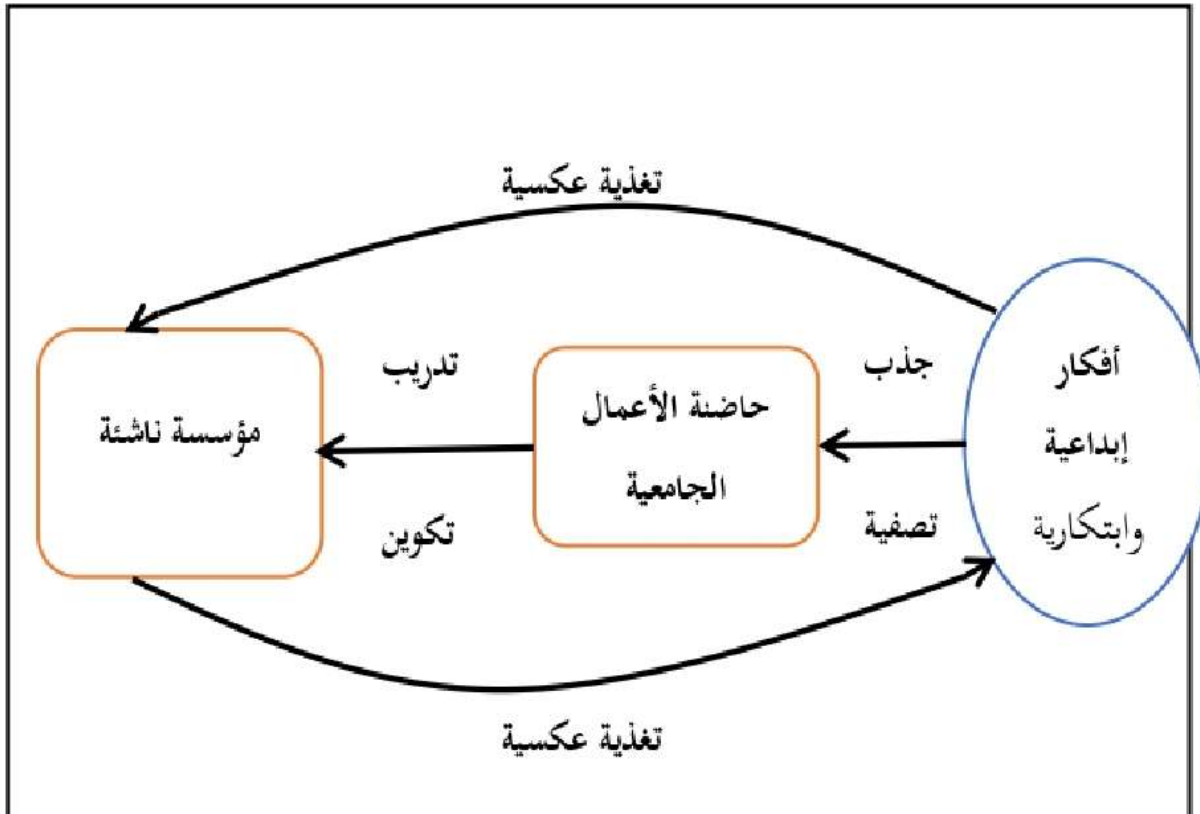 تغذية عكسية
أفكار
إبداعية
وابتكارية
جذب
تصفية
حاضنة الأعمال
الجامعية
تدريب
تكوين
مؤسسة ناشئة
تغذية عكسية